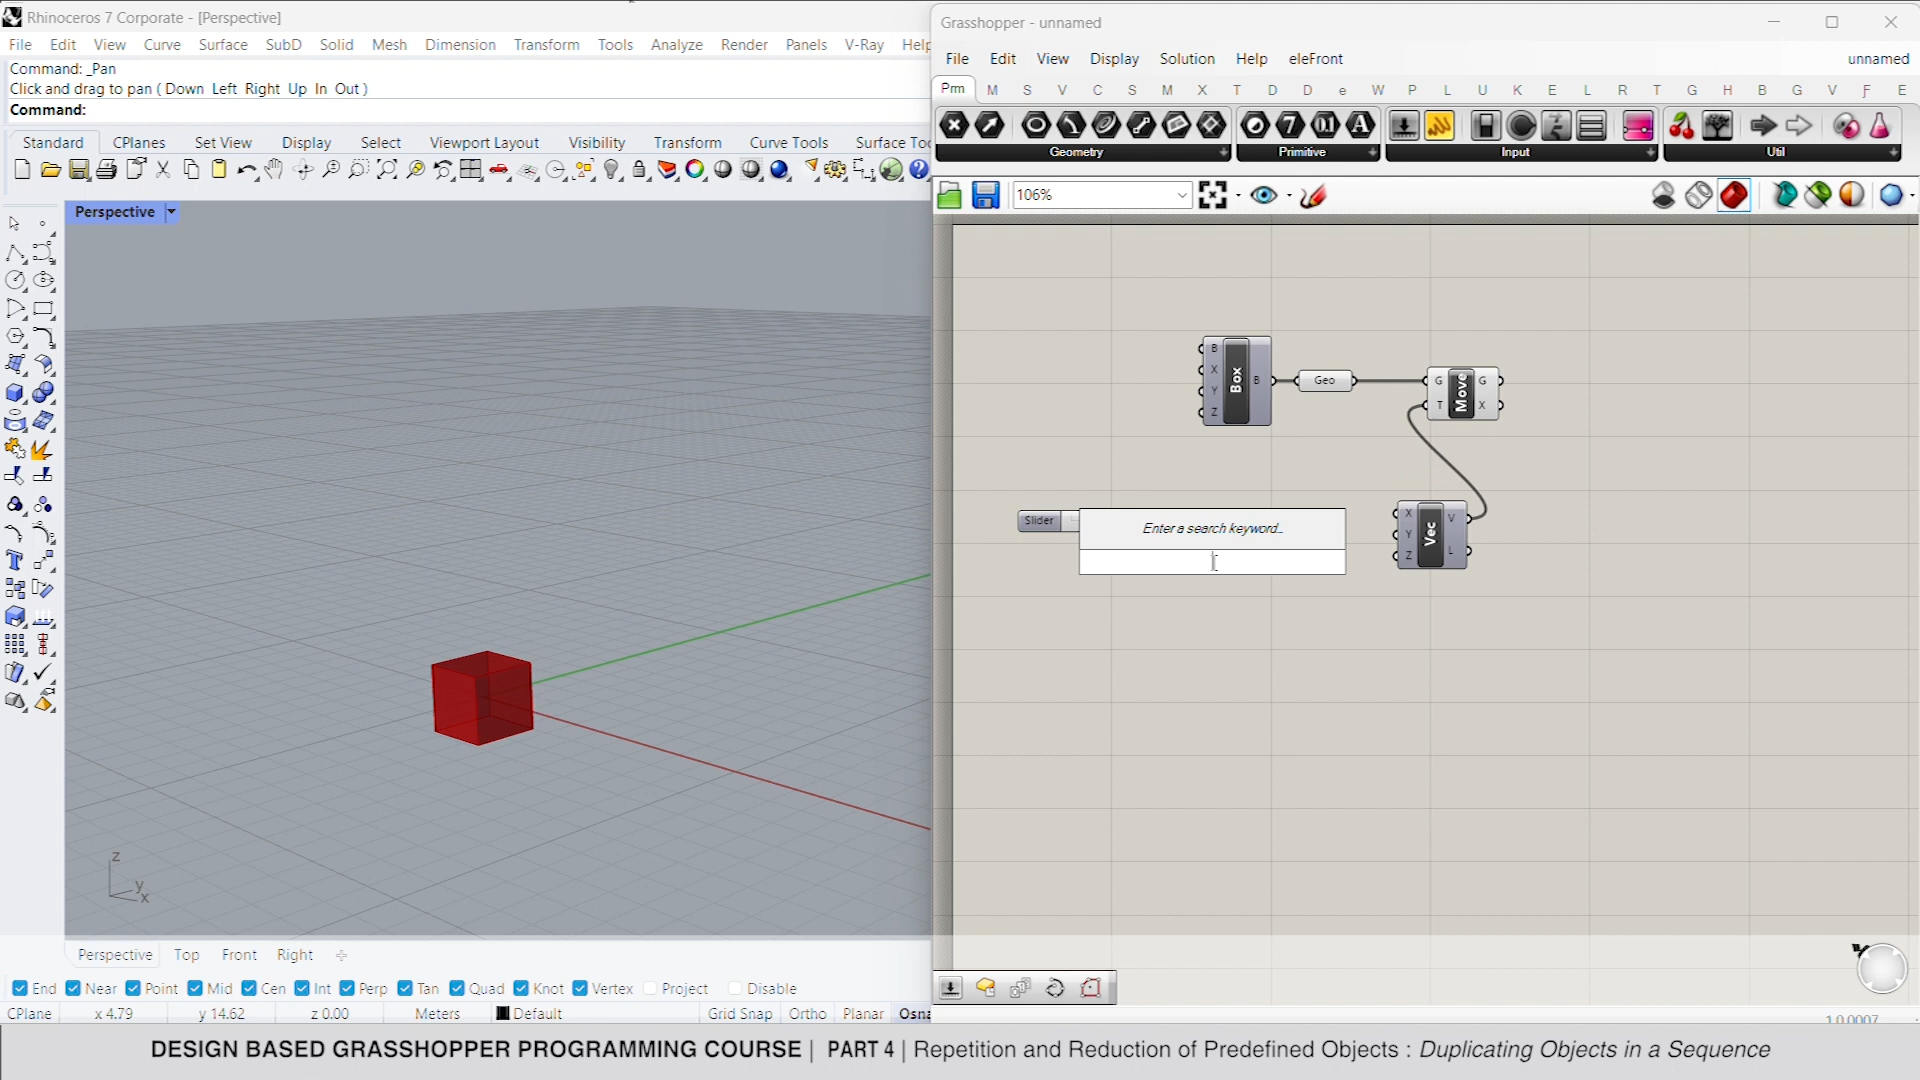 Rhinoceros 7 Corporate - [Perspective]
File Edit View Curve Surface SubD Solid Mesh Dimension Transform Tools Analyze Render Panels V-Ray Help
Command: _Pan
Click and drag to pan ( Down Left Right Up In Out )
Command:
Standard CPlanes Set View Display Select Viewport Layout Visibility Transform Curve Tools Surface Too
Perspective
z
y
x
Perspective Top Front Right
End Near Point Mid Cen Int Perp Tan Quad Knot Vertex Project Disable
CPlane x 4.79 y 14.62 z 0.00 Meters Default Grid Snap Ortho Planar Osna
Grasshopper - unnamed
File Edit View Display Solution Help eleFront unnamed
Prm M S V C S M X T D D e W P L U K E L R T G H B G V F E
Geometry Primitive Input Util
106%
B X Y Z Box B
Geo
G T Move G X
Slider
Enter a search keyword...
X Y Z Vec V L
1.0.0007
DESIGN BASED GRASSHOPPER PROGRAMMING COURSE | PART 4 | Repetition and Reduction of Predefined Objects : Duplicating Objects in a Sequence